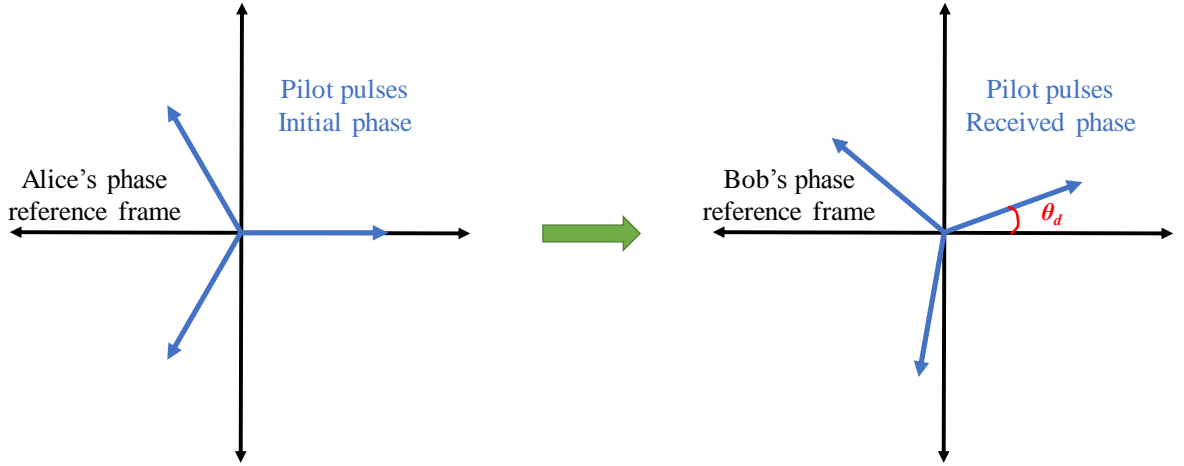 Pilot pulses
Initial phase
Alice's phase
reference frame
Pilot pulses
Received phase
Bob's phase
reference frame
θd